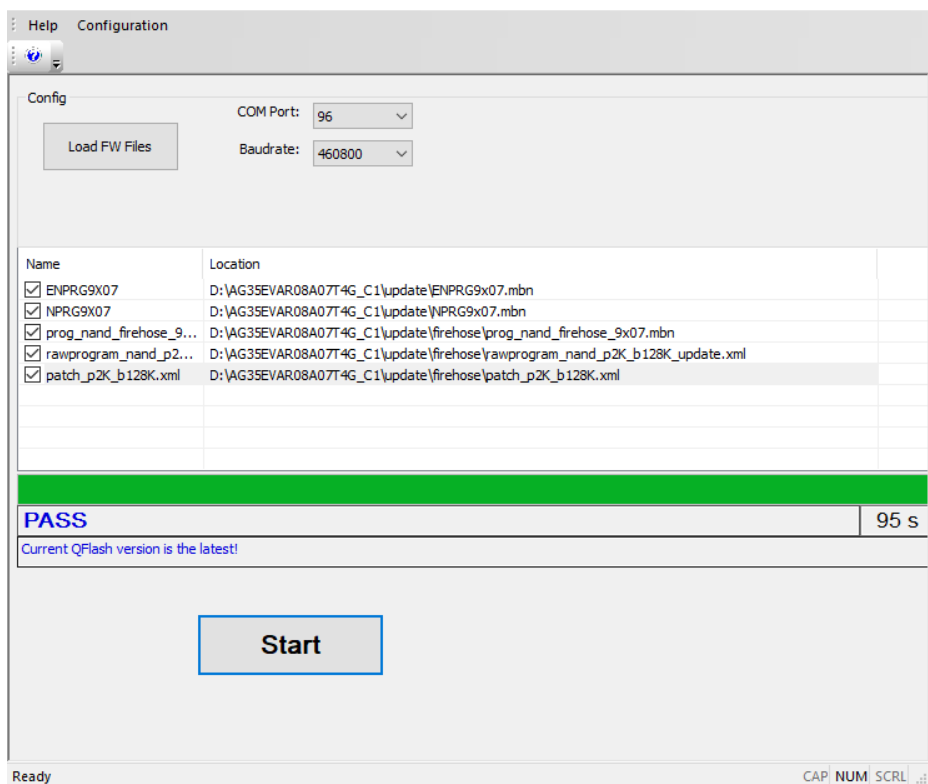 Help Configuration
Config
COM Port: 96
Load FW Files
Baudrate: 460800
Name Location
ENPRG9X07 D:\AG35EVAR08A07T4G_C1\update\ENPRG9x07.mbn
NPRG9X07 D:\AG35EVAR08A07T4G_C1\update\NPRG9x07.mbn
prog_nand_firehose_9... D:\AG35EVAR08A07T4G_C1\update\firehose\prog_nand_firehose_9x07.mbn
rawprogram_nand_p2... D:\AG35EVAR08A07T4G_C1\update\firehose\rawprogram_nand_p2K_b128K_update.xml
patch_p2K_b128K.xml D:\AG35EVAR08A07T4G_C1\update\firehose\patch_p2K_b128K.xml
PASS 95 s
Current QFlash version is the latest!
Start
Ready CAP NUM SCRL